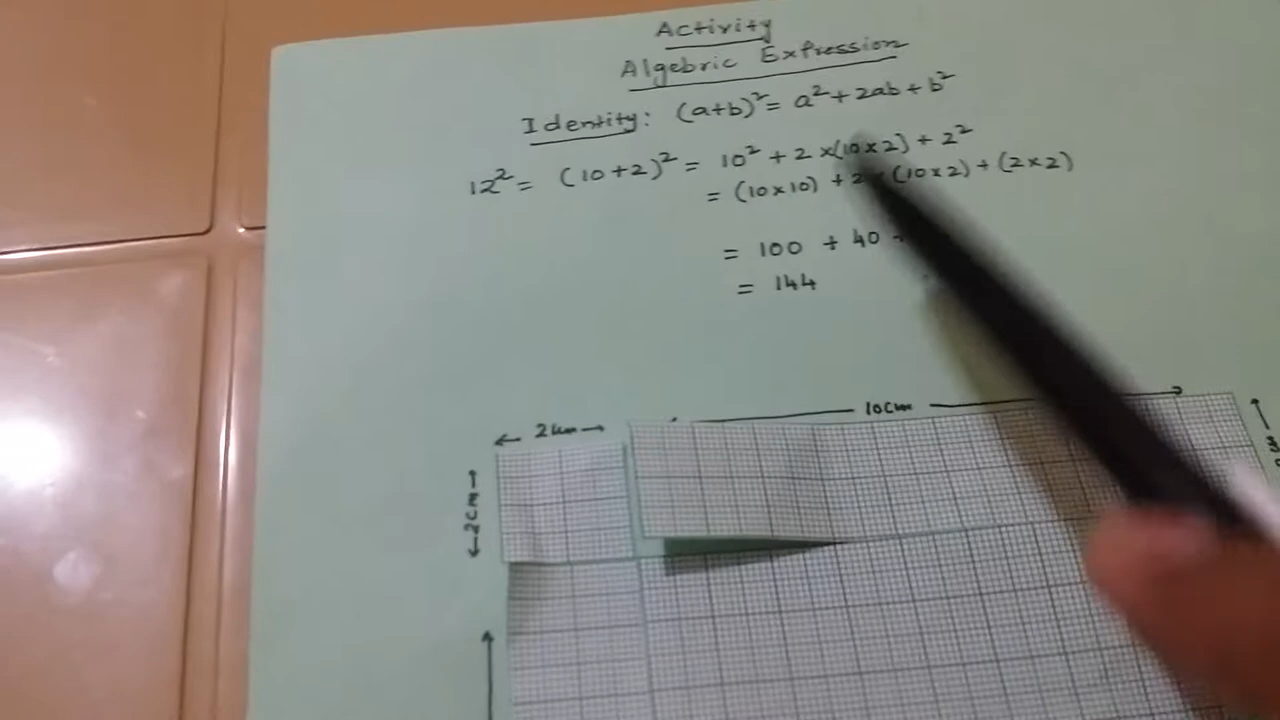 Activity
Algebric Expression
Identity: (a+b)² = a² + 2ab + b²
12² = (10+2)² = 10² + 2 × (10 × 2) + 2²
= (10 × 10) + 2 (10 × 2) + (2 × 2)
= 100 + 40
= 144
10cm
2cm
2cm